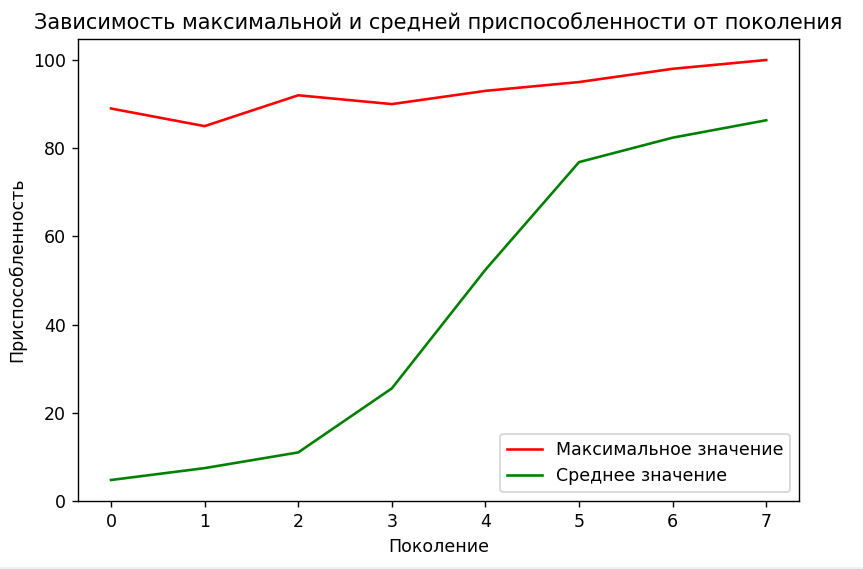 Зависимость максимальной и средней приспособленности от поколения
100
80
60
40
20
0
Приспособленность
0 1 2 3 4 5 6 7
Поколение
Максимальное значение
Среднее значение